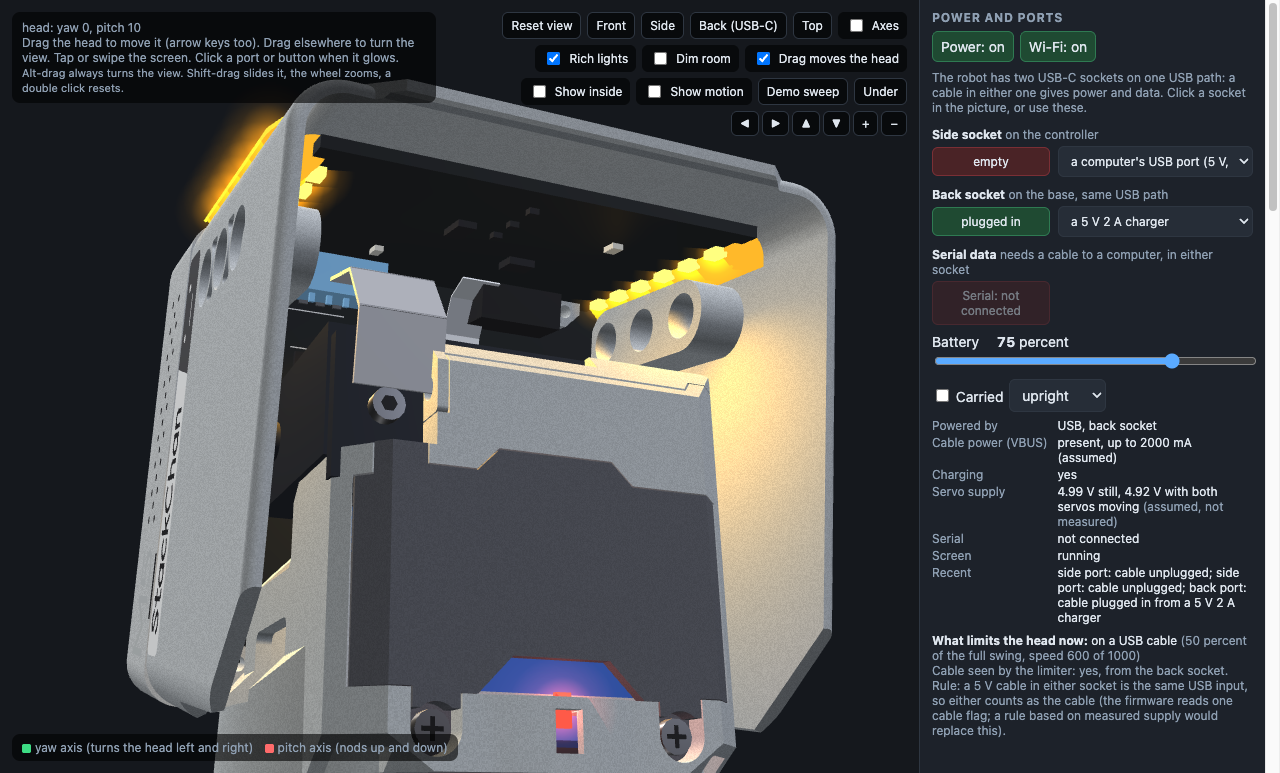 head: yaw 0, pitch 10
Drag the head to move it (arrow keys too). Drag elsewhere to turn the
view. Tap or swipe the screen. Click a port or button when it glows.
Alt-drag always turns the view. Shift-drag slides it, the wheel zooms, a
double click resets.
Reset view
Front
Side
Back (USB-C)
Top
Axes
Rich lights
Dim room
Drag moves the head
Show inside
Show motion
Demo sweep
Under
◀
▶
▲
▼
+
−
StackChan
yaw axis (turns the head left and right)
pitch axis (nods up and down)
POWER AND PORTS
Power: on
Wi-Fi: on
The robot has two USB-C sockets on one USB path: a
cable in either one gives power and data. Click a socket
in the picture, or use these.
Side socket on the controller
empty
a computer's USB port (5 V,
Back socket on the base, same USB path
plugged in
a 5 V 2 A charger
Serial data needs a cable to a computer, in either
socket
Serial: not
connected
Battery 75 percent
Carried
upright
Powered by USB, back socket
Cable power (VBUS) present, up to 2000 mA
(assumed)
Charging yes
Servo supply 4.99 V still, 4.92 V with both
servos moving (assumed, not
measured)
Serial not connected
Screen running
Recent side port: cable unplugged; side
port: cable unplugged; back port:
cable plugged in from a 5 V 2 A
charger
What limits the head now: on a USB cable (50 percent
of the full swing, speed 600 of 1000)
Cable seen by the limiter: yes, from the back socket.
Rule: a 5 V cable in either socket is the same USB input,
so either counts as the cable (the firmware reads one
cable flag; a rule based on measured supply would
replace this).